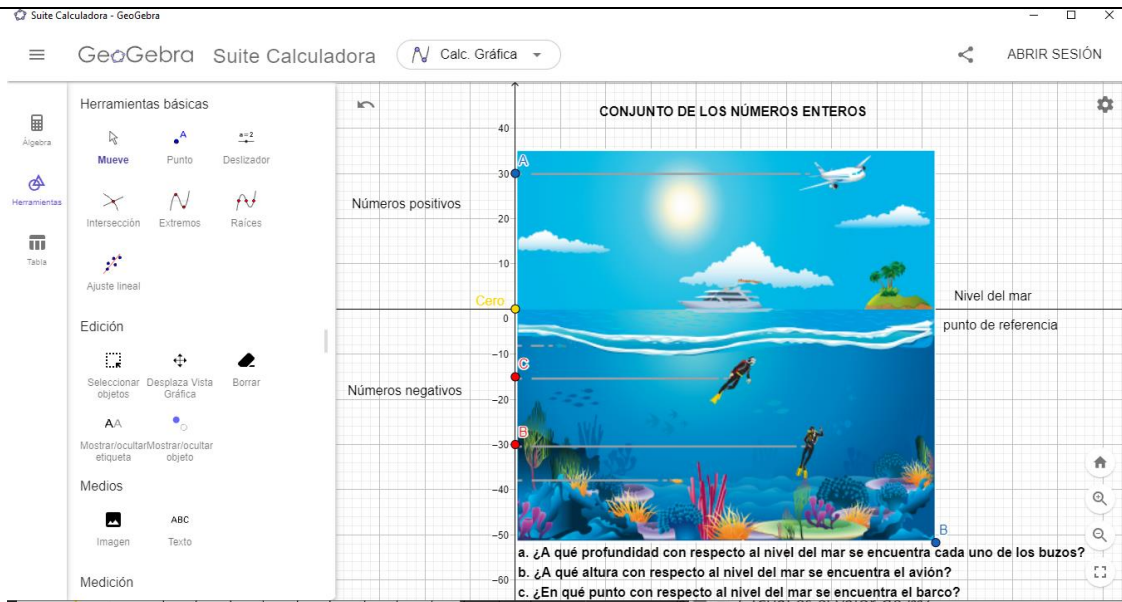 Suite Calculadora - GeoGebra
GeoGebra Suite Calculadora Calc. Gráfica ABRIR SESIÓN
Álgebra
Herramientas
Tabla
Herramientas básicas
Mueve Punto Deslizador
A
a=2
Intersección Extremos Raíces
Ajuste lineal
Edición
Seleccionar objetos
Desplaza Vista Gráfica
Borrar
AA
Mostrar/ocultar etiqueta
Mostrar/ocultar objeto
Medios
ABC
Imagen Texto
Medición
CONJUNTO DE LOS NÚMEROS ENTEROS
40
A
30
Números positivos
20
10
Cero
Nivel del mar
0
punto de referencia
−10
C
Números negativos
−20
B
−30
−40
−50
B
a. ¿A qué profundidad con respecto al nivel del mar se encuentra cada uno de los buzos?
b. ¿A qué altura con respecto al nivel del mar se encuentra el avión?
−60
c. ¿En qué punto con respecto al nivel del mar se encuentra el barco?